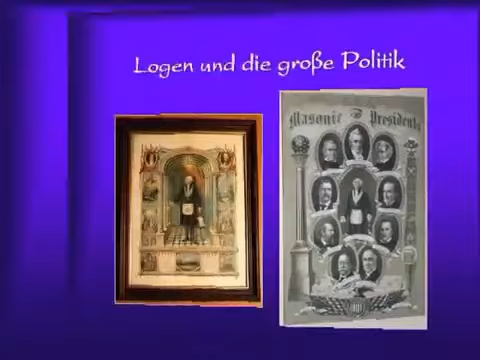 Logen und die große Politik
Masonic Presidents